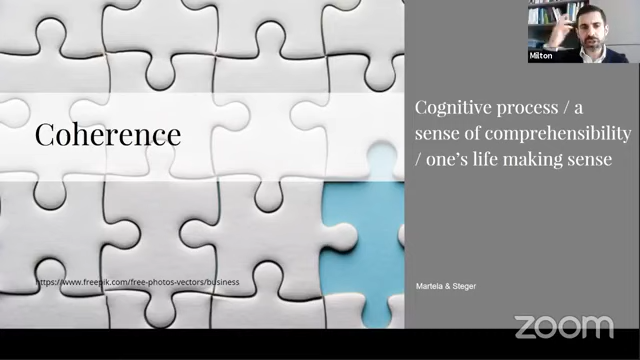 Milton
Coherence
Cognitive process / a
sense of comprehensibility
/ one's life making sense
https://www.freepik.com/free-photos-vectors/business
Martela & Steger
zoom